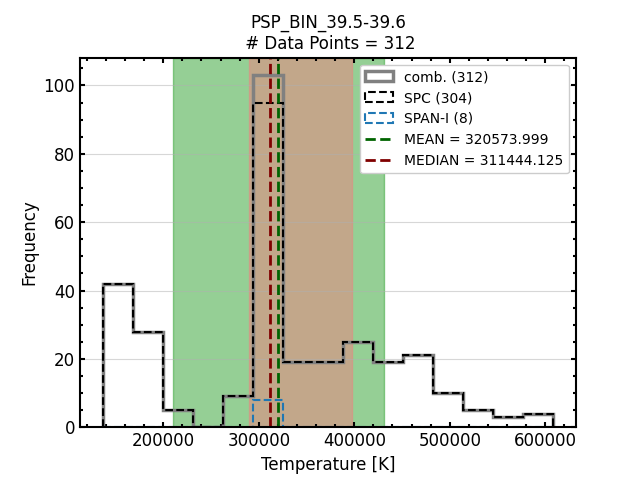 PSP_BIN_39.5-39.6
# Data Points = 312
comb. (312)
SPC (304)
SPAN-I (8)
MEAN = 320573.999
MEDIAN = 311444.125
Frequency
100
80
60
40
20
0
200000 300000 400000 500000 600000
Temperature [K]